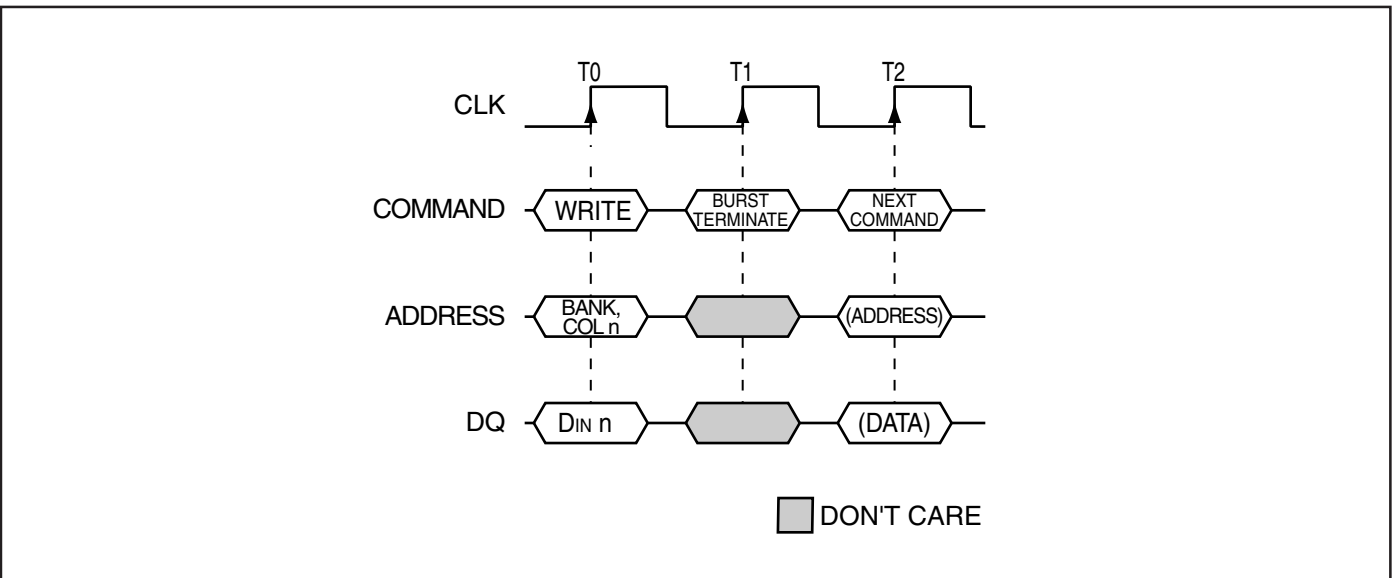 T0 T1 T2
CLK
COMMAND WRITE BURST TERMINATE NEXT COMMAND
ADDRESS BANK, COL n (ADDRESS)
DQ DIN n (DATA)
DON'T CARE